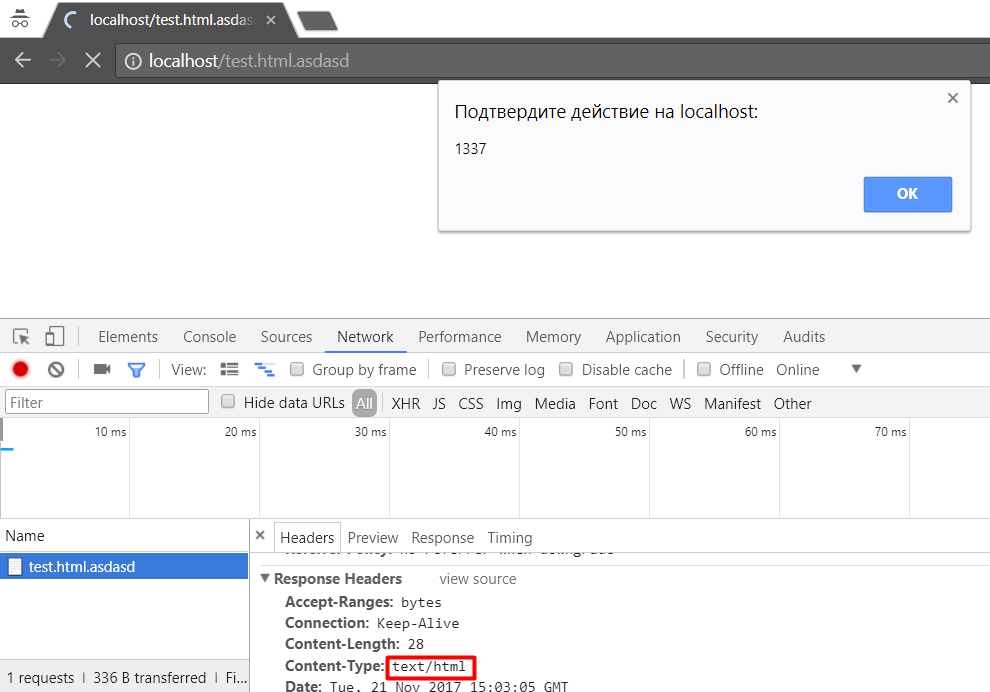 localhost/test.html.asdas
localhost/test.html.asdasd
Подтвердите действие на localhost:
1337
OK
Elements Console Sources Network Performance Memory Application Security Audits
View: Group by frame Preserve log Disable cache Offline Online
Filter Hide data URLs All XHR JS CSS Img Media Font Doc WS Manifest Other
10 ms 20 ms 30 ms 40 ms 50 ms 60 ms 70 ms
Name
test.html.asdasd
1 requests | 336 B transferred | Fi...
Headers Preview Response Timing
Response Headers view source
Accept-Ranges: bytes
Connection: Keep-Alive
Content-Length: 28
Content-Type: text/html
Date: Tue, 21 Nov 2017 15:03:05 GMT